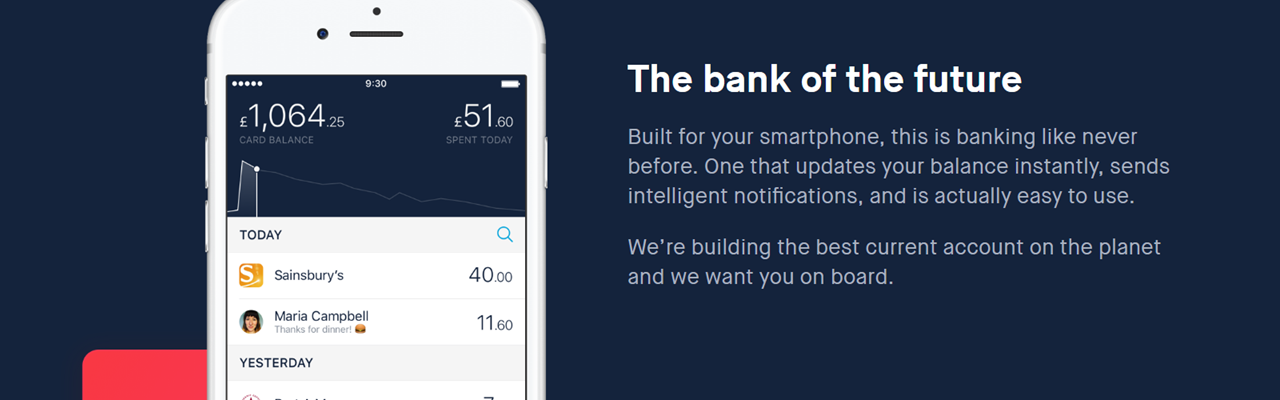 9:30
£1,064.25
£51.60
CARD BALANCE
SPENT TODAY
TODAY
Sainsbury's
40.00
Maria Campbell
Thanks for dinner! 🍔
11.60
YESTERDAY
The bank of the future
Built for your smartphone, this is banking like never
before. One that updates your balance instantly, sends
intelligent notifications, and is actually easy to use.
We’re building the best current account on the planet
and we want you on board.